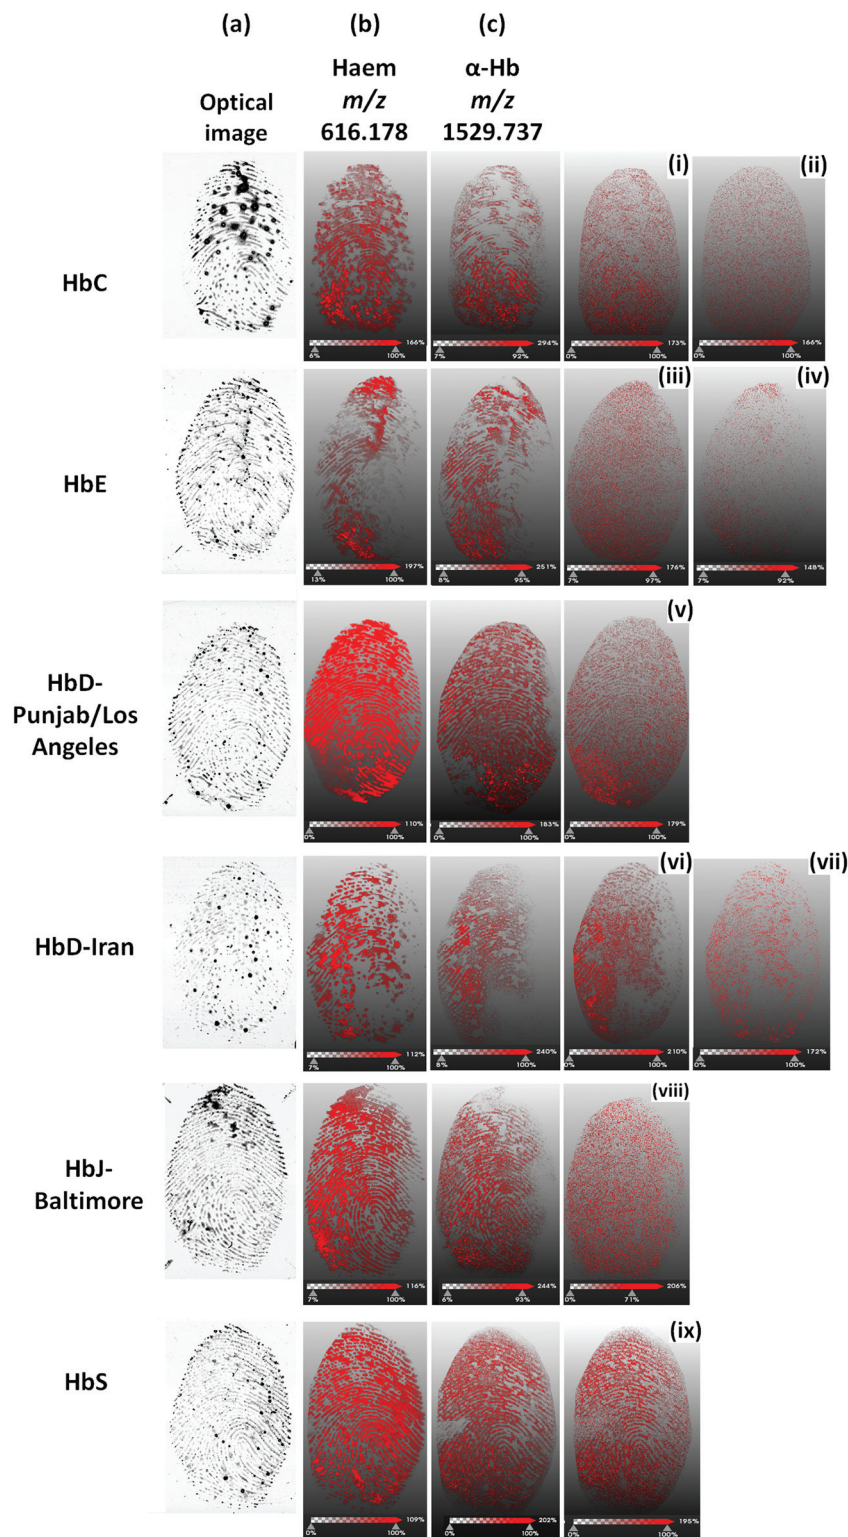 (a) (b) (c)
Optical
image
Haem
m/z
616.178
α-Hb
m/z
1529.737
HbC
(i)
(ii)
166%
6% 100%
294%
7% 92%
173%
0% 100%
166%
0% 100%
HbE
(iii)
(iv)
197%
13% 100%
251%
8% 95%
176%
7% 97%
148%
7% 92%
HbD-
Punjab/Los
Angeles
(v)
110%
0% 100%
183%
0% 100%
179%
0% 100%
HbD-Iran
(vi)
(vii)
112%
7% 100%
240%
8% 100%
210%
0% 100%
172%
0% 100%
HbJ-
Baltimore
(viii)
116%
7% 100%
244%
6% 93%
206%
0% 71%
HbS
(ix)
109%
0% 100%
202%
0% 100%
195%
0% 100%